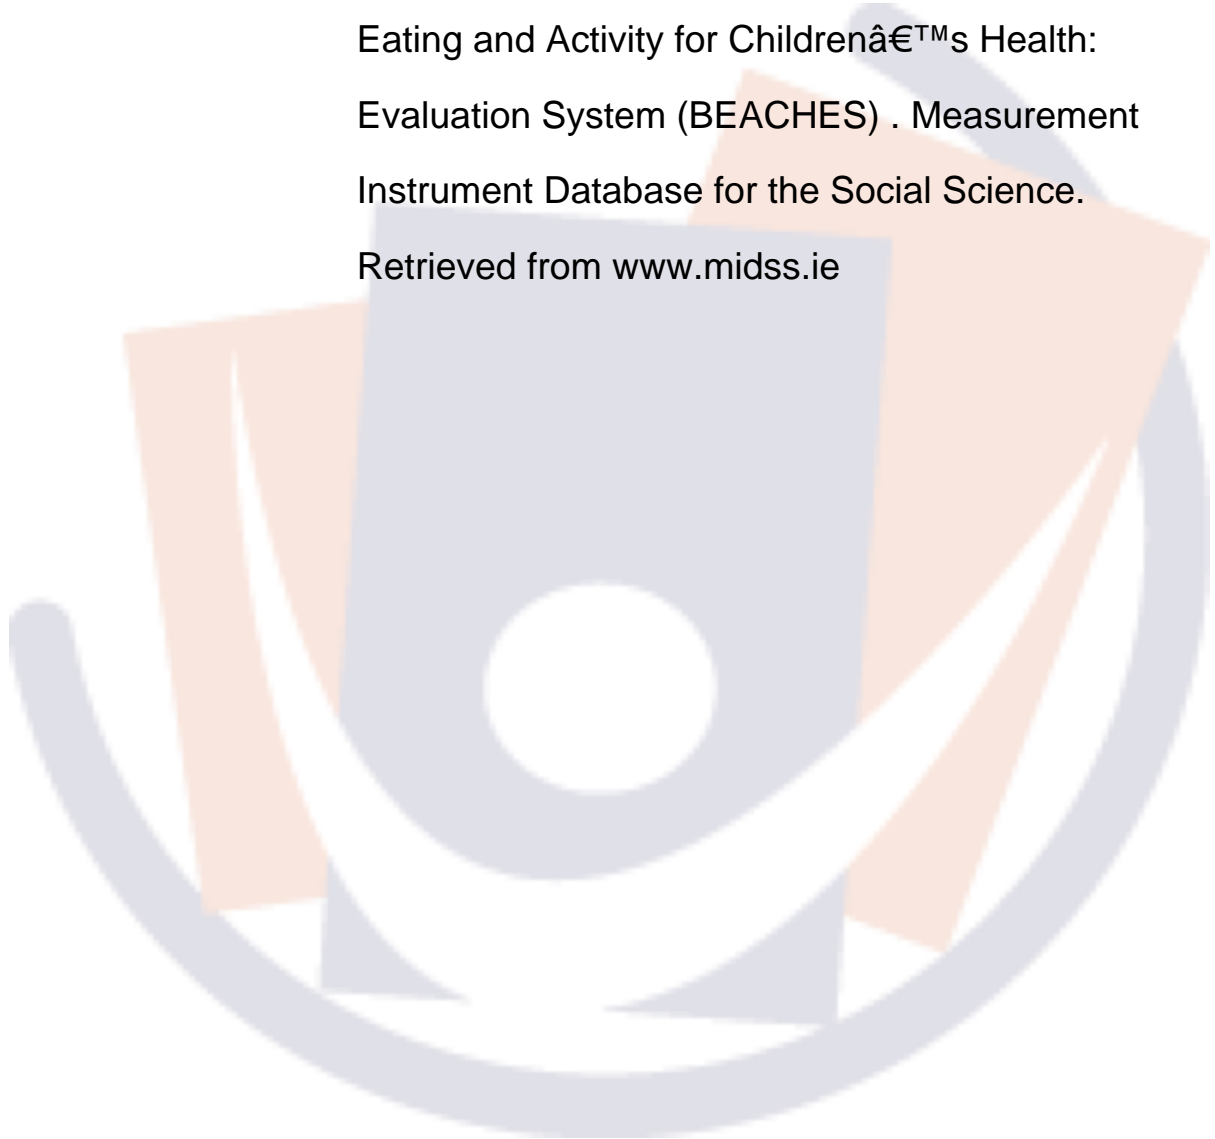 Eating and Activity for Childrenâ€™s Health:
Evaluation System (BEACHES) . Measurement
Instrument Database for the Social Science.
Retrieved from www.midss.ie